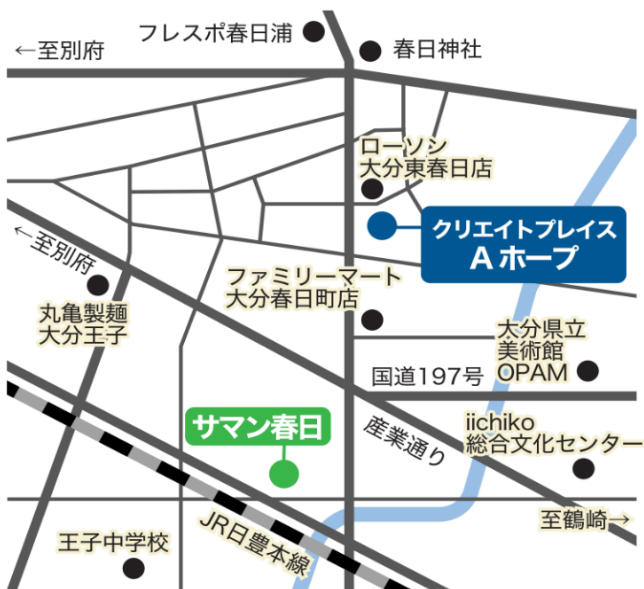 フレスポ春日浦
←至別府
春日神社
ローソン
大分東春日店
クリエイトプレイス
Aホープ
←至別府
ファミリーマート
大分春日町店
丸亀製麺
大分王子
大分県立
美術館
OPAM
国道197号
サマン春日
産業通り
iichiko
総合文化センター
至鶴崎→
JR日豊本線
王子中学校